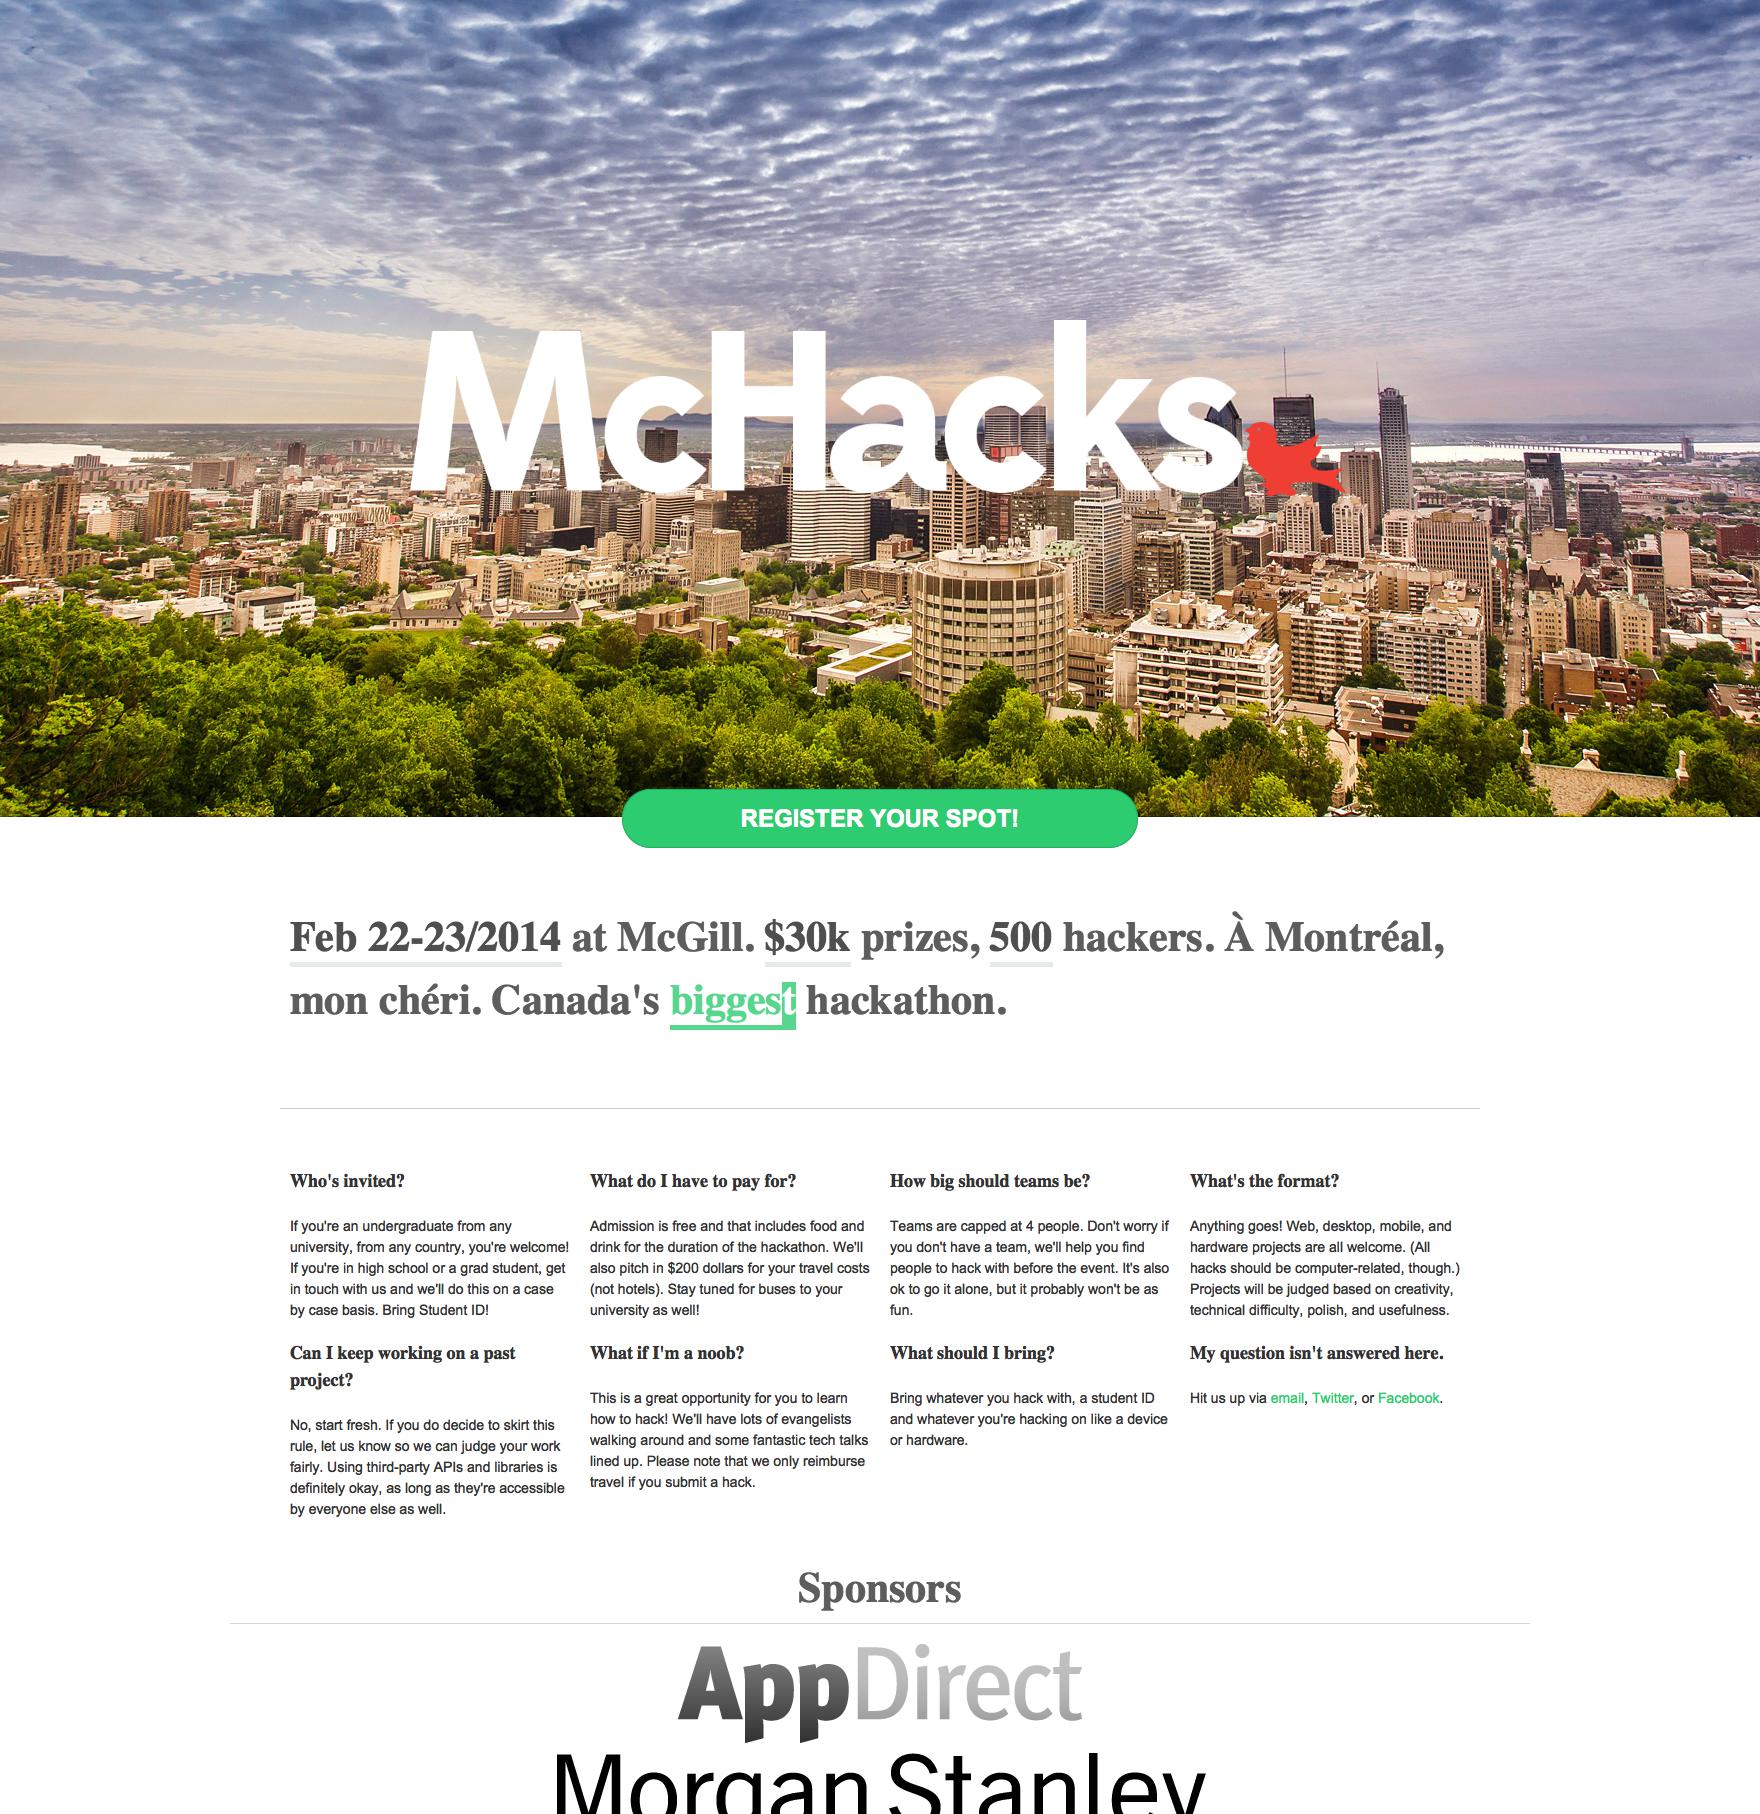 McHacks
REGISTER YOUR SPOT!
Feb 22-23/2014 at McGill. $30k prizes, 500 hackers. À Montréal,
mon chéri. Canada's biggest hackathon.
Who's invited?
If you're an undergraduate from any
university, from any country, you're welcome!
If you're in high school or a grad student, get
in touch with us and we'll do this on a case
by case basis. Bring Student ID!
What do I have to pay for?
Admission is free and that includes food and
drink for the duration of the hackathon. We'll
also pitch in $200 dollars for your travel costs
(not hotels). Stay tuned for buses to your
university as well!
How big should teams be?
Teams are capped at 4 people. Don't worry if
you don't have a team, we'll help you find
people to hack with before the event. It's also
ok to go it alone, but it probably won't be as
fun.
What's the format?
Anything goes! Web, desktop, mobile, and
hardware projects are all welcome. (All
hacks should be computer-related, though.)
Projects will be judged based on creativity,
technical difficulty, polish, and usefulness.
Can I keep working on a past
project?
No, start fresh. If you do decide to skirt this
rule, let us know so we can judge your work
fairly. Using third-party APIs and libraries is
definitely okay, as long as they're accessible
by everyone else as well.
What if I'm a noob?
This is a great opportunity for you to learn
how to hack! We'll have lots of evangelists
walking around and some fantastic tech talks
lined up. Please note that we only reimburse
travel if you submit a hack.
What should I bring?
Bring whatever you hack with, a student ID
and whatever you're hacking on like a device
or hardware.
My question isn't answered here.
Hit us up via email, Twitter, or Facebook.
Sponsors
AppDirect
Morgan Stanley